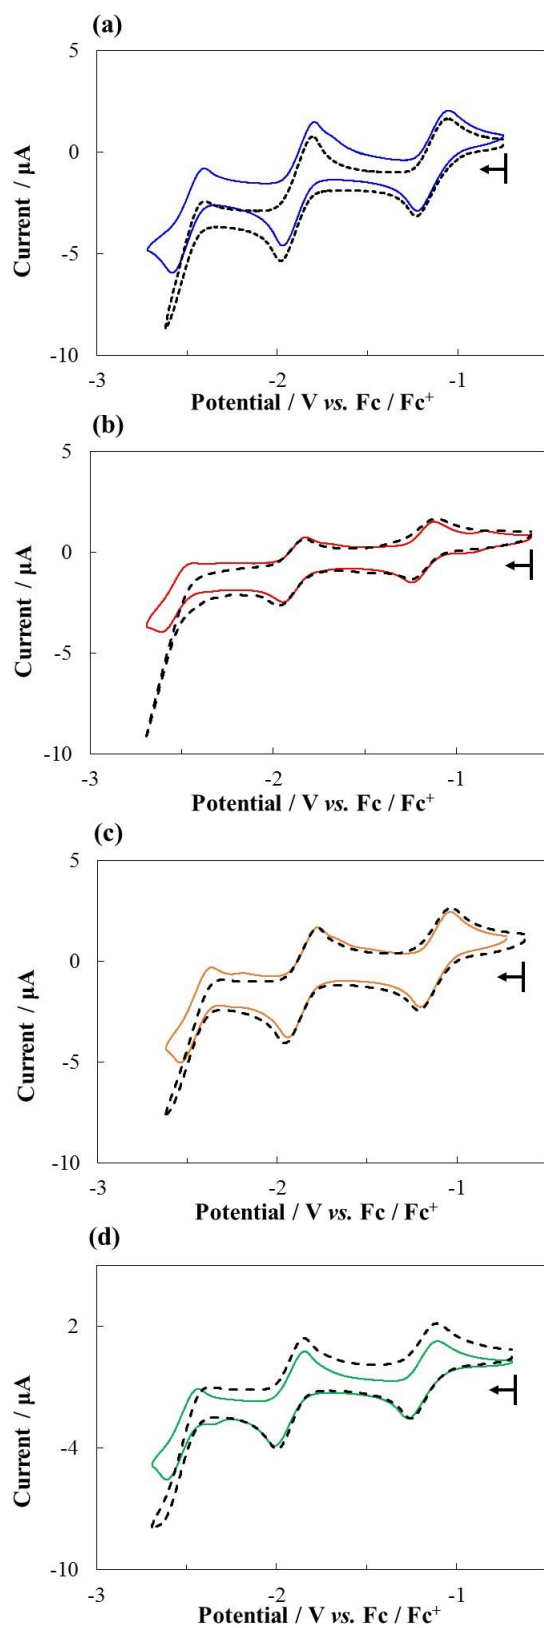 (a)
5
0
-5
-10
Current / µA
-3
-2
-1
Potential / V vs. Fc / Fc⁺
(b)
5
0
-5
-10
Current / µA
-3
-2
-1
Potential / V vs. Fc / Fc⁺
(c)
5
0
-5
-10
Current / µA
-3
-2
-1
Potential / V vs. Fc / Fc⁺
(d)
2
-4
-10
Current / µA
-3
-2
-1
Potential / V vs. Fc / Fc⁺